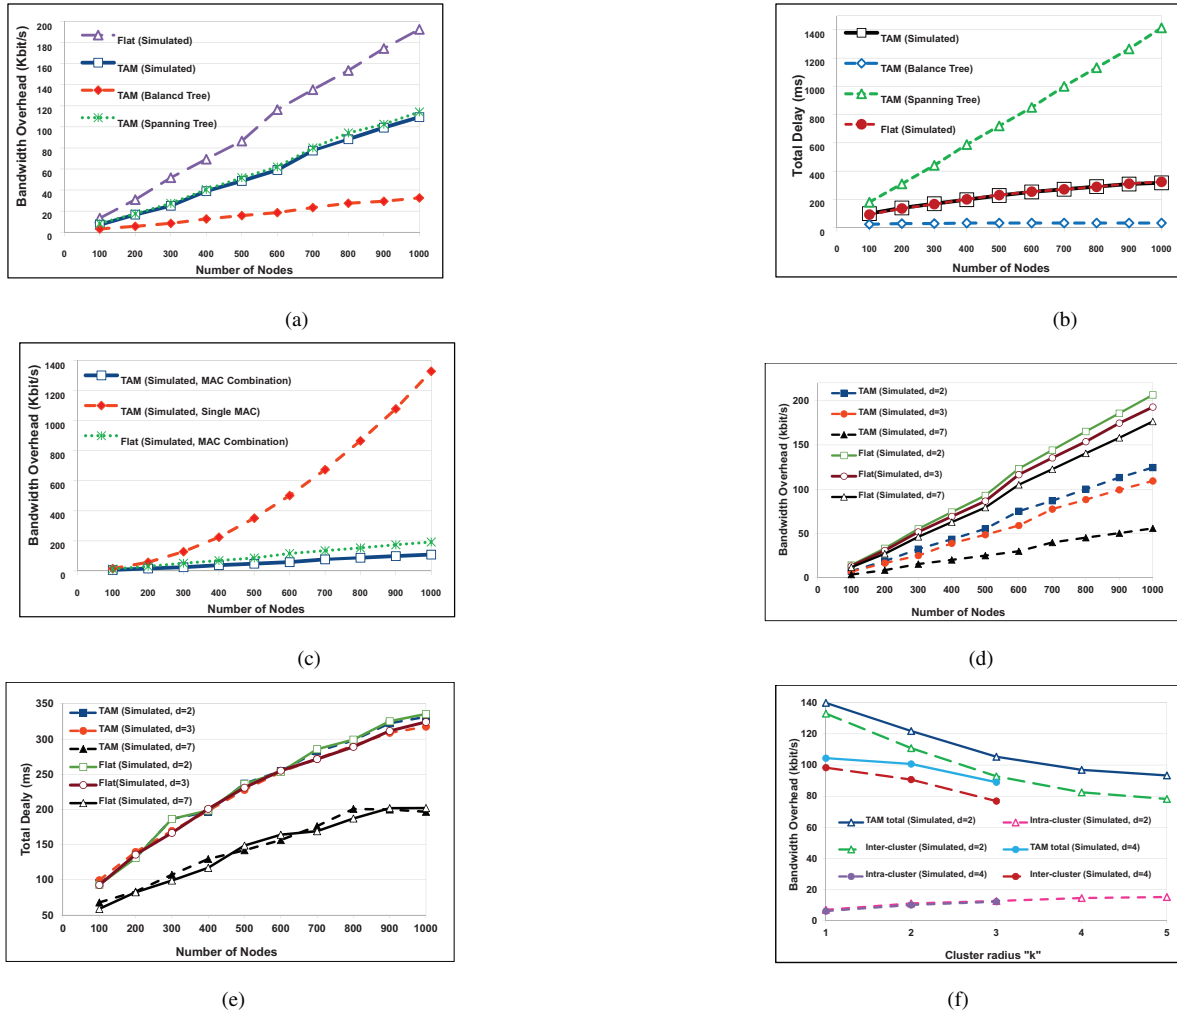 Bandwidth Overhead (Kbit/s)
200
180
160
140
120
100
80
60
40
20
0
Flat (Simulated)
TAM (Simulated)
TAM (Balancd Tree)
TAM (Spanning Tree)
0 100 200 300 400 500 600 700 800 900 1000
Number of Nodes
(a)
Total Delay (ms)
1400
1200
1000
800
600
400
200
0
TAM (Simulated)
TAM (Balance Tree)
TAM (Spanning Tree)
Flat (Simulated)
0 100 200 300 400 500 600 700 800 900 1000
Number of Nodes
(b)
Bandwidth Overhead (Kbit/s)
1400
1200
1000
800
600
400
200
0
TAM (Simulated, MAC Combination)
TAM (Simulated, Single MAC)
Flat (Simulated, MAC Combination)
0 100 200 300 400 500 600 700 800 900 1000
Number of Nodes
(c)
Bandwidth Overhead (kbit/s)
200
150
100
50
0
TAM (Simulated, d=2)
TAM (Simulated, d=3)
TAM (Simulated, d=7)
Flat (Simulated, d=2)
Flat(Simulated, d=3)
Flat (Simulated, d=7)
0 100 200 300 400 500 600 700 800 900 1000
Number of Nodes
(d)
Total Dealy (ms)
350
300
250
200
150
100
50
TAM (Simulated, d=2)
TAM (Simulated, d=3)
TAM (Simulated, d=7)
Flat (Simulated, d=2)
Flat(Simulated, d=3)
Flat (Simulated, d=7)
0 100 200 300 400 500 600 700 800 900 1000
Number of Nodes
(e)
Bandwidth Overhead (kbit/s)
140
120
100
80
60
40
20
0
TAM total (Simulated, d=2) Intra-cluster (Simulated, d=2)
Inter-cluster (Simulated, d=2) TAM total (Simulated, d=4)
Intra-cluster (Simulated, d=4) Inter-cluster (Simulated, d=4)
1 2 3 4 5
Cluster radius "k"
(f)